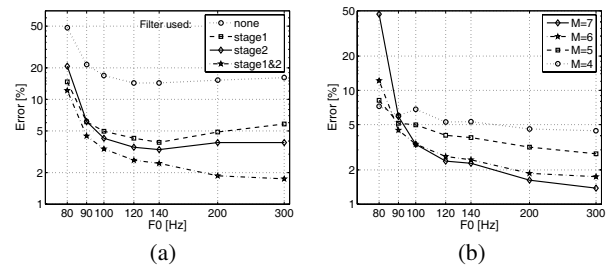 Filter used:
none
stage1
stage2
stage1&2
Error [%]
50
20
10
5
2
1
80 90 100 120 140 200 300
F0 [Hz]
(a)
M=7
M=6
M=5
M=4
Error [%]
50
20
10
5
2
1
80 90 100 120 140 200 300
F0 [Hz]
(b)